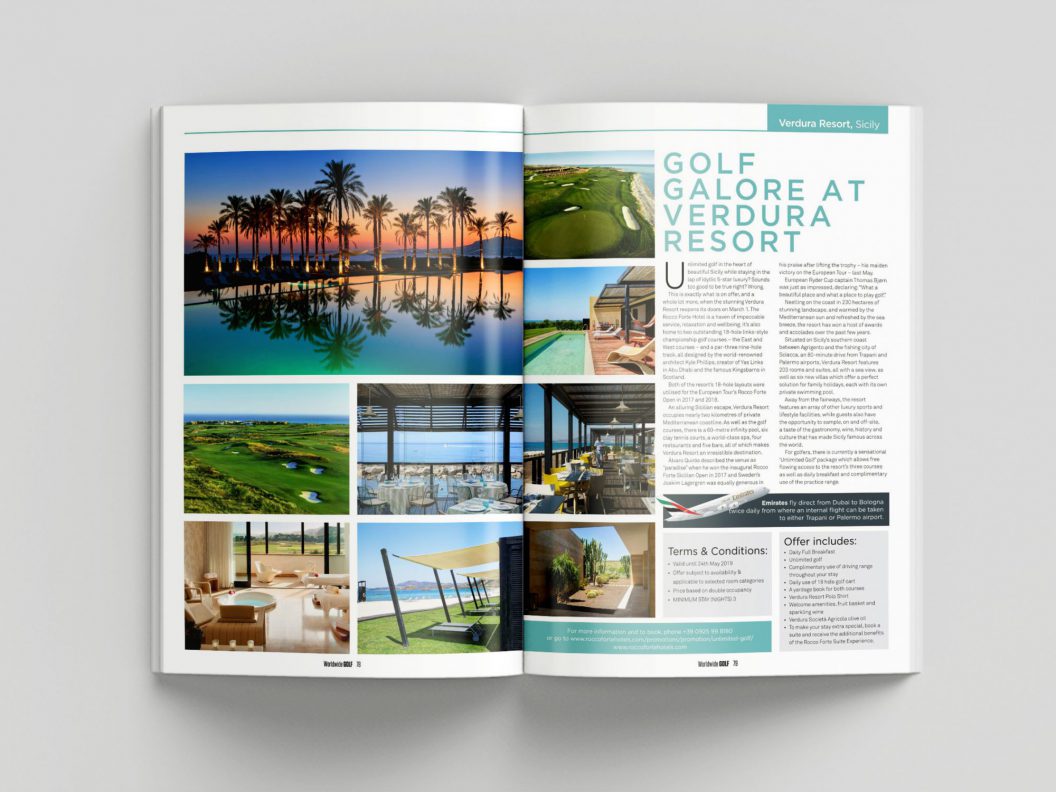 Verdura Resort, Sicily
GOLF
GALORE AT
VERDURA
RESORT
Unlimited golf in the heart of
beautiful Sicily while staying in the
lap of idyllic 5-star luxury? Sounds
too good to be true right? Wrong.
This is exactly what is on offer, and a
whole lot more, when the stunning Verdura
Resort reopens its doors on March 1. The
Rocco Forte Hotel is a haven of impeccable
service, relaxation and wellbeing. It's also
home to two outstanding 18-hole links-style
championship golf courses – the East and
West courses – and a par-three nine-hole
track, all designed by the world-renowned
architect Kyle Phillips, creator of Yas Links
in Abu Dhabi and the famous Kingsbarns in
Scotland.
Both of the resort's 18-hole layouts were
utilised for the European Tour's Rocco Forte
Open in 2017 and 2018.
An alluring Sicilian escape, Verdura Resort
occupies nearly two kilometres of private
Mediterranean coastline. As well as the golf
courses, there is a 60-metre infinity pool, six
clay tennis courts, a world-class spa, four
restaurants and five bars, all of which makes
Verdura Resort an irresistible destination.
Álvaro Quirós described the venue as
"paradise" when he won the inaugural Rocco
Forte Sicilian Open in 2017 and Sweden's
Joakim Lagergren was equally generous in
his praise after lifting the trophy – his maiden
victory on the European Tour – last May.
European Ryder Cup captain Thomas Bjørn
was just as impressed, declaring: "What a
beautiful place and what a place to play golf."
Nestling on the coast in 230 hectares of
stunning landscape, and warmed by the
Mediterranean sun and refreshed by the sea
breeze, the resort has won a host of awards
and accolades over the past few years.
Situated on Sicily's southern coast
between Agrigento and the fishing city of
Sciacca, an 80-minute drive from Trapani and
Palermo airports, Verdura Resort features
203 rooms and suites, all with a sea view, as
well as six new villas which offer a perfect
solution for family holidays, each with its own
private swimming pool.
Away from the fairways, the resort
features an array of other luxury sports and
lifestyle facilities, while guests also have
the opportunity to sample, on and off-site,
a taste of the gastronomy, wine, history and
culture that has made Sicily famous across
the world.
For golfers, there is currently a sensational
'Unlimited Golf' package which allows free
flowing access to the resort's three courses
as well as daily breakfast and complimentary
use of the practice range.
Emirates
Emirates fly direct from Dubai to Bologna
twice daily from where an internal flight can be taken
to either Trapani or Palermo airport
Terms & Conditions:
• Valid until 24th May 2019
• Offer subject to availability &
applicable to selected room categories
• Price based on double occupancy
• MINIMUM STAY (NIGHTS) 3
Offer includes:
• Daily Full Breakfast
• Unlimited golf
• Complimentary use of driving range
throughout your stay
• Daily use of 18 hole golf cart
• A yardage book for both courses
• Verdura Resort Polo Shirt
• Welcome amenities, fruit basket and
sparkling wine
• Verdura Società Agricola olive oil
• To make your stay extra special, book a
suite and receive the additional benefits
of the Rocco Forte Suite Experience.
For more information and to book, phone +39 0925 99 8180
or go to www.roccofortehotels.com/promotions/promotion/unlimited-golf/
www.roccofortehotels.com
Worldwide GOLF 78
Worldwide GOLF 79